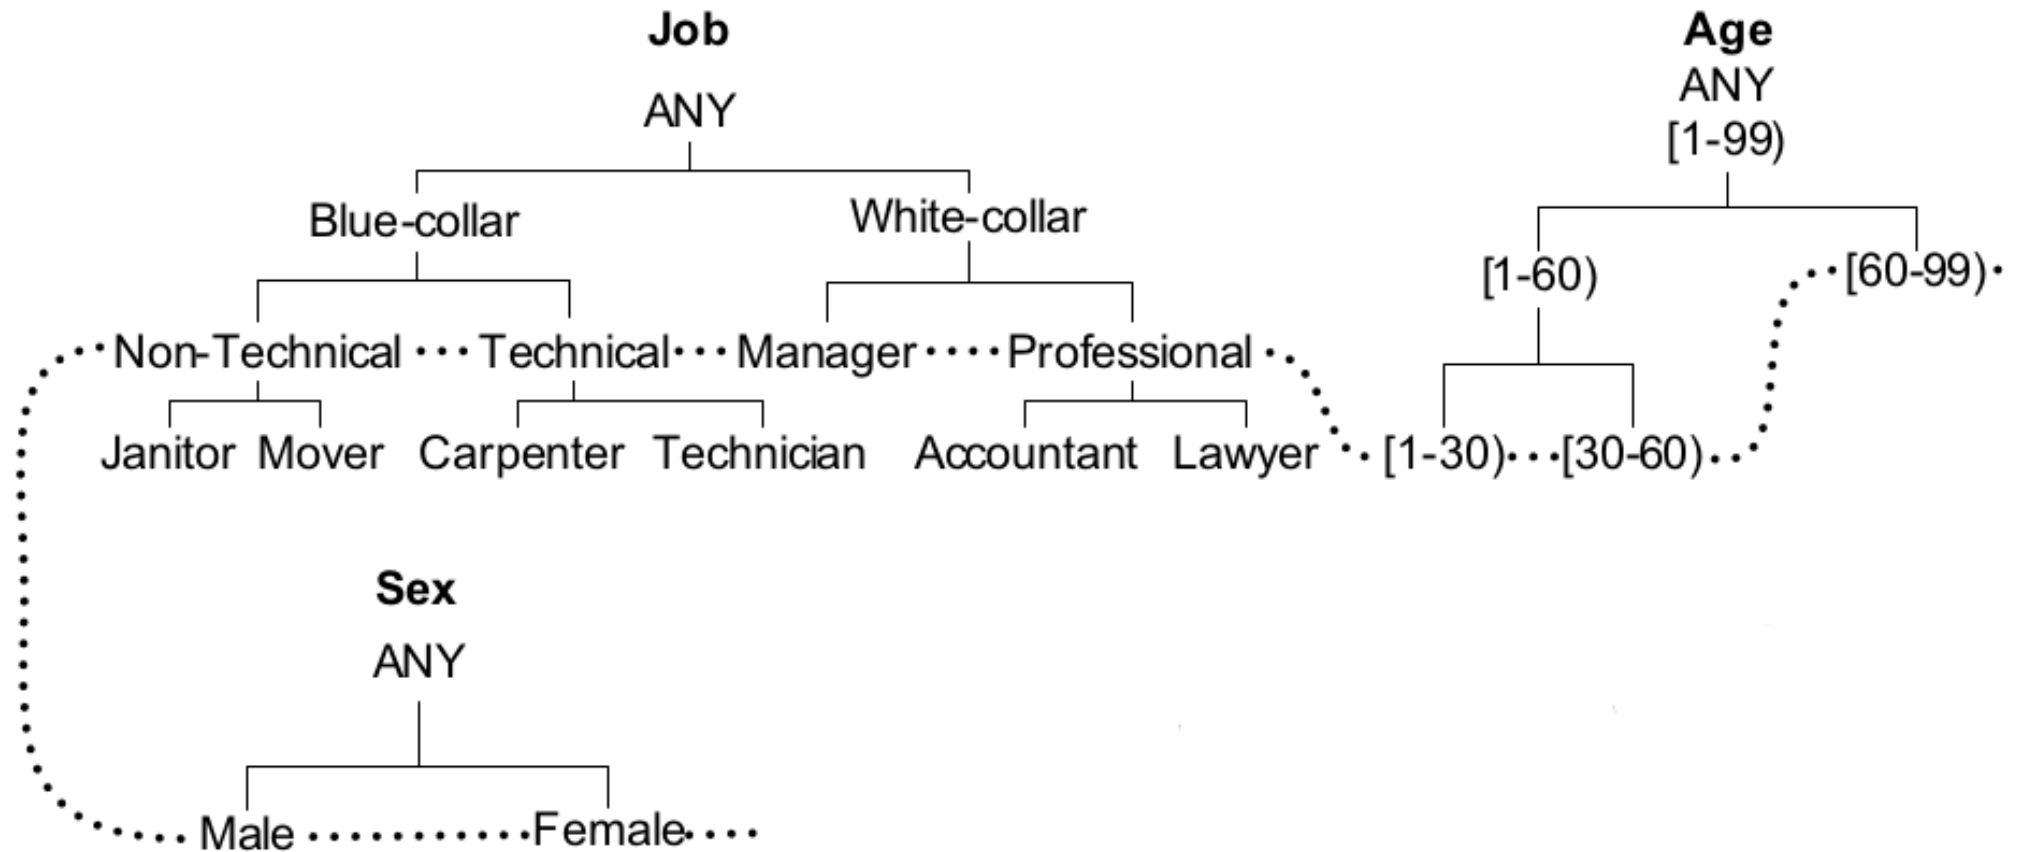 Job
ANY
Blue-collar White-collar
Non-Technical Technical Manager Professional
Janitor Mover Carpenter Technician Accountant Lawyer
Age
ANY
[1-99)
[1-60) [60-99)
[1-30) [30-60)
Sex
ANY
Male Female